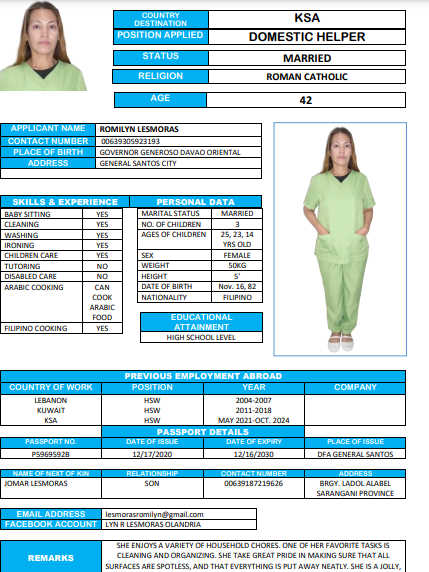 COUNTRY DESTINATION KSA
POSITION APPLIED DOMESTIC HELPER
STATUS MARRIED
RELIGION ROMAN CATHOLIC
AGE 42
APPLICANT NAME ROMILYN LESMORAS
CONTACT NUMBER 00639305923193
PLACE OF BIRTH GOVERNOR GENEROSO DAVAO ORIENTAL
ADDRESS GENERAL SANTOS CITY
SKILLS & EXPERIENCE
BABY SITTING YES
CLEANING YES
WASHING YES
IRONING YES
CHILDREN CARE YES
TUTORING NO
DISABLED CARE NO
ARABIC COOKING CAN
COOK
ARABIC
FOOD
FILIPINO COOKING YES
PERSONAL DATA
MARITAL STATUS MARRIED
NO. OF CHILDREN 3
AGES OF CHILDREN 25, 23, 14
YRS OLD
SEX FEMALE
WEIGHT 50KG
HEIGHT 5'
DATE OF BIRTH Nov. 16, 82
NATIONALITY FILIPINO
EDUCATIONAL
ATTAINMENT
HIGH SCHOOL LEVEL
PREVIOUS EMPLOYMENT ABROAD
COUNTRY OF WORK POSITION YEAR COMPANY
LEBANON HSW 2004-2007
KUWAIT HSW 2011-2018
KSA HSW MAY 2021-OCT. 2024
PASSPORT DETAILS
PASSPORT NO. DATE OF ISSUE DATE OF EXPIRY PLACE OF ISSUE
P5969592B 12/17/2020 12/16/2030 DFA GENERAL SANTOS
NAME OF NEXT OF KIN RELATIONSHIP CONTACT NUMBER ADDRESS
JOMAR LESMORAS SON 00639187219626 BRGY. LADOL ALABEL
SARANGANI PROVINCE
EMAIL ADDRESS lesmorasromilyn@gmail.com
FACEBOOK ACCOUNT LYN R LESMORAS OLANDRIA
REMARKS
SHE ENJOYS A VARIETY OF HOUSEHOLD CHORES. ONE OF HER FAVORITE TASKS IS
CLEANING AND ORGANIZING. SHE TAKE GREAT PRIDE IN MAKING SURE THAT ALL
SURFACES ARE SPOTLESS, AND THAT EVERYTHING IS PUT AWAY NEATLY. SHE IS A JOLLY,